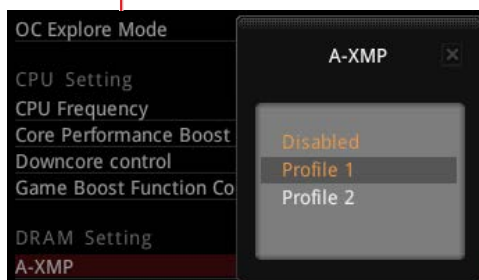 OC Explore Mode
CPU Setting
CPU Frequency
Core Performance Boost
Downcore control
Game Boost Function Co
DRAM Setting
A-XMP
A-XMP
Disabled
Profile 1
Profile 2